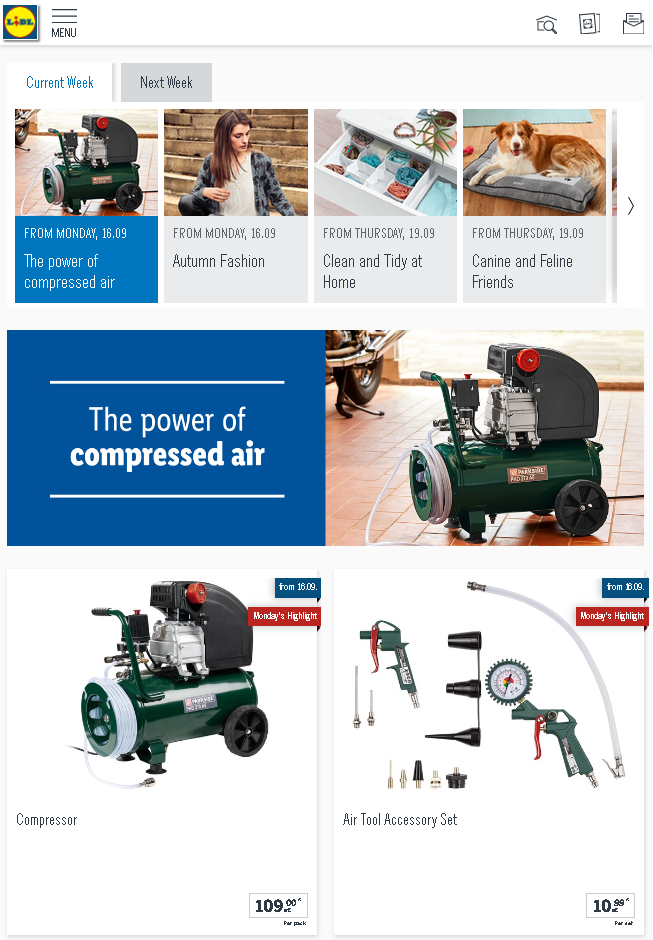 LiDL
MENU
Current Week
Next Week
FROM MONDAY, 16.09
The power of
compressed air
FROM MONDAY, 16.09
Autumn Fashion
FROM THURSDAY, 19.09
Clean and Tidy at
Home
FROM THURSDAY, 19.09
Canine and Feline
Friends
The power of
compressed air
PARKSIDE
from 16.09.
Monday's Highlight
PARKSIDE
Compressor
109.00*
Per pack
from 16.09.
Monday's Highlight
Air Tool Accessory Set
10.99*
Per set